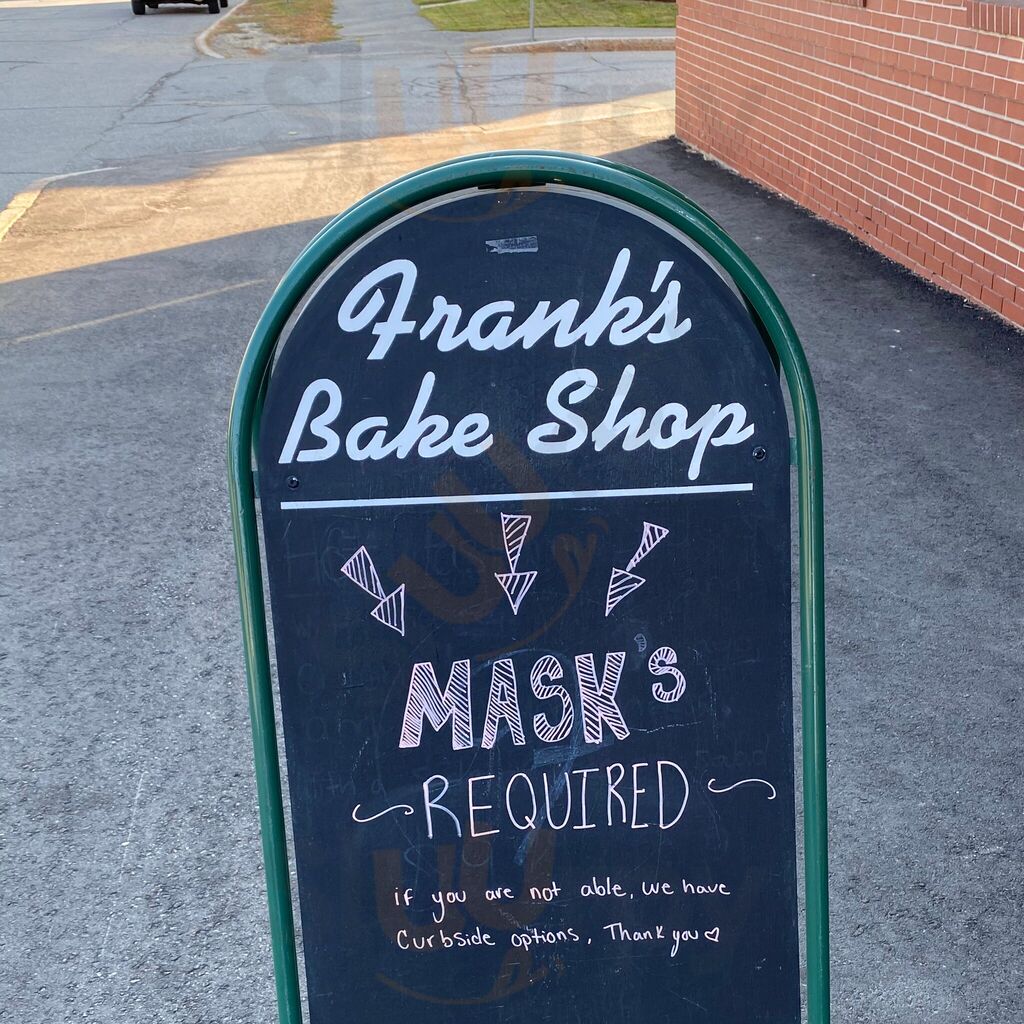 Frank's
Bake Shop
MASK's
REQUIRED
if you are not able, we have
Curbside options. Thank you ♡